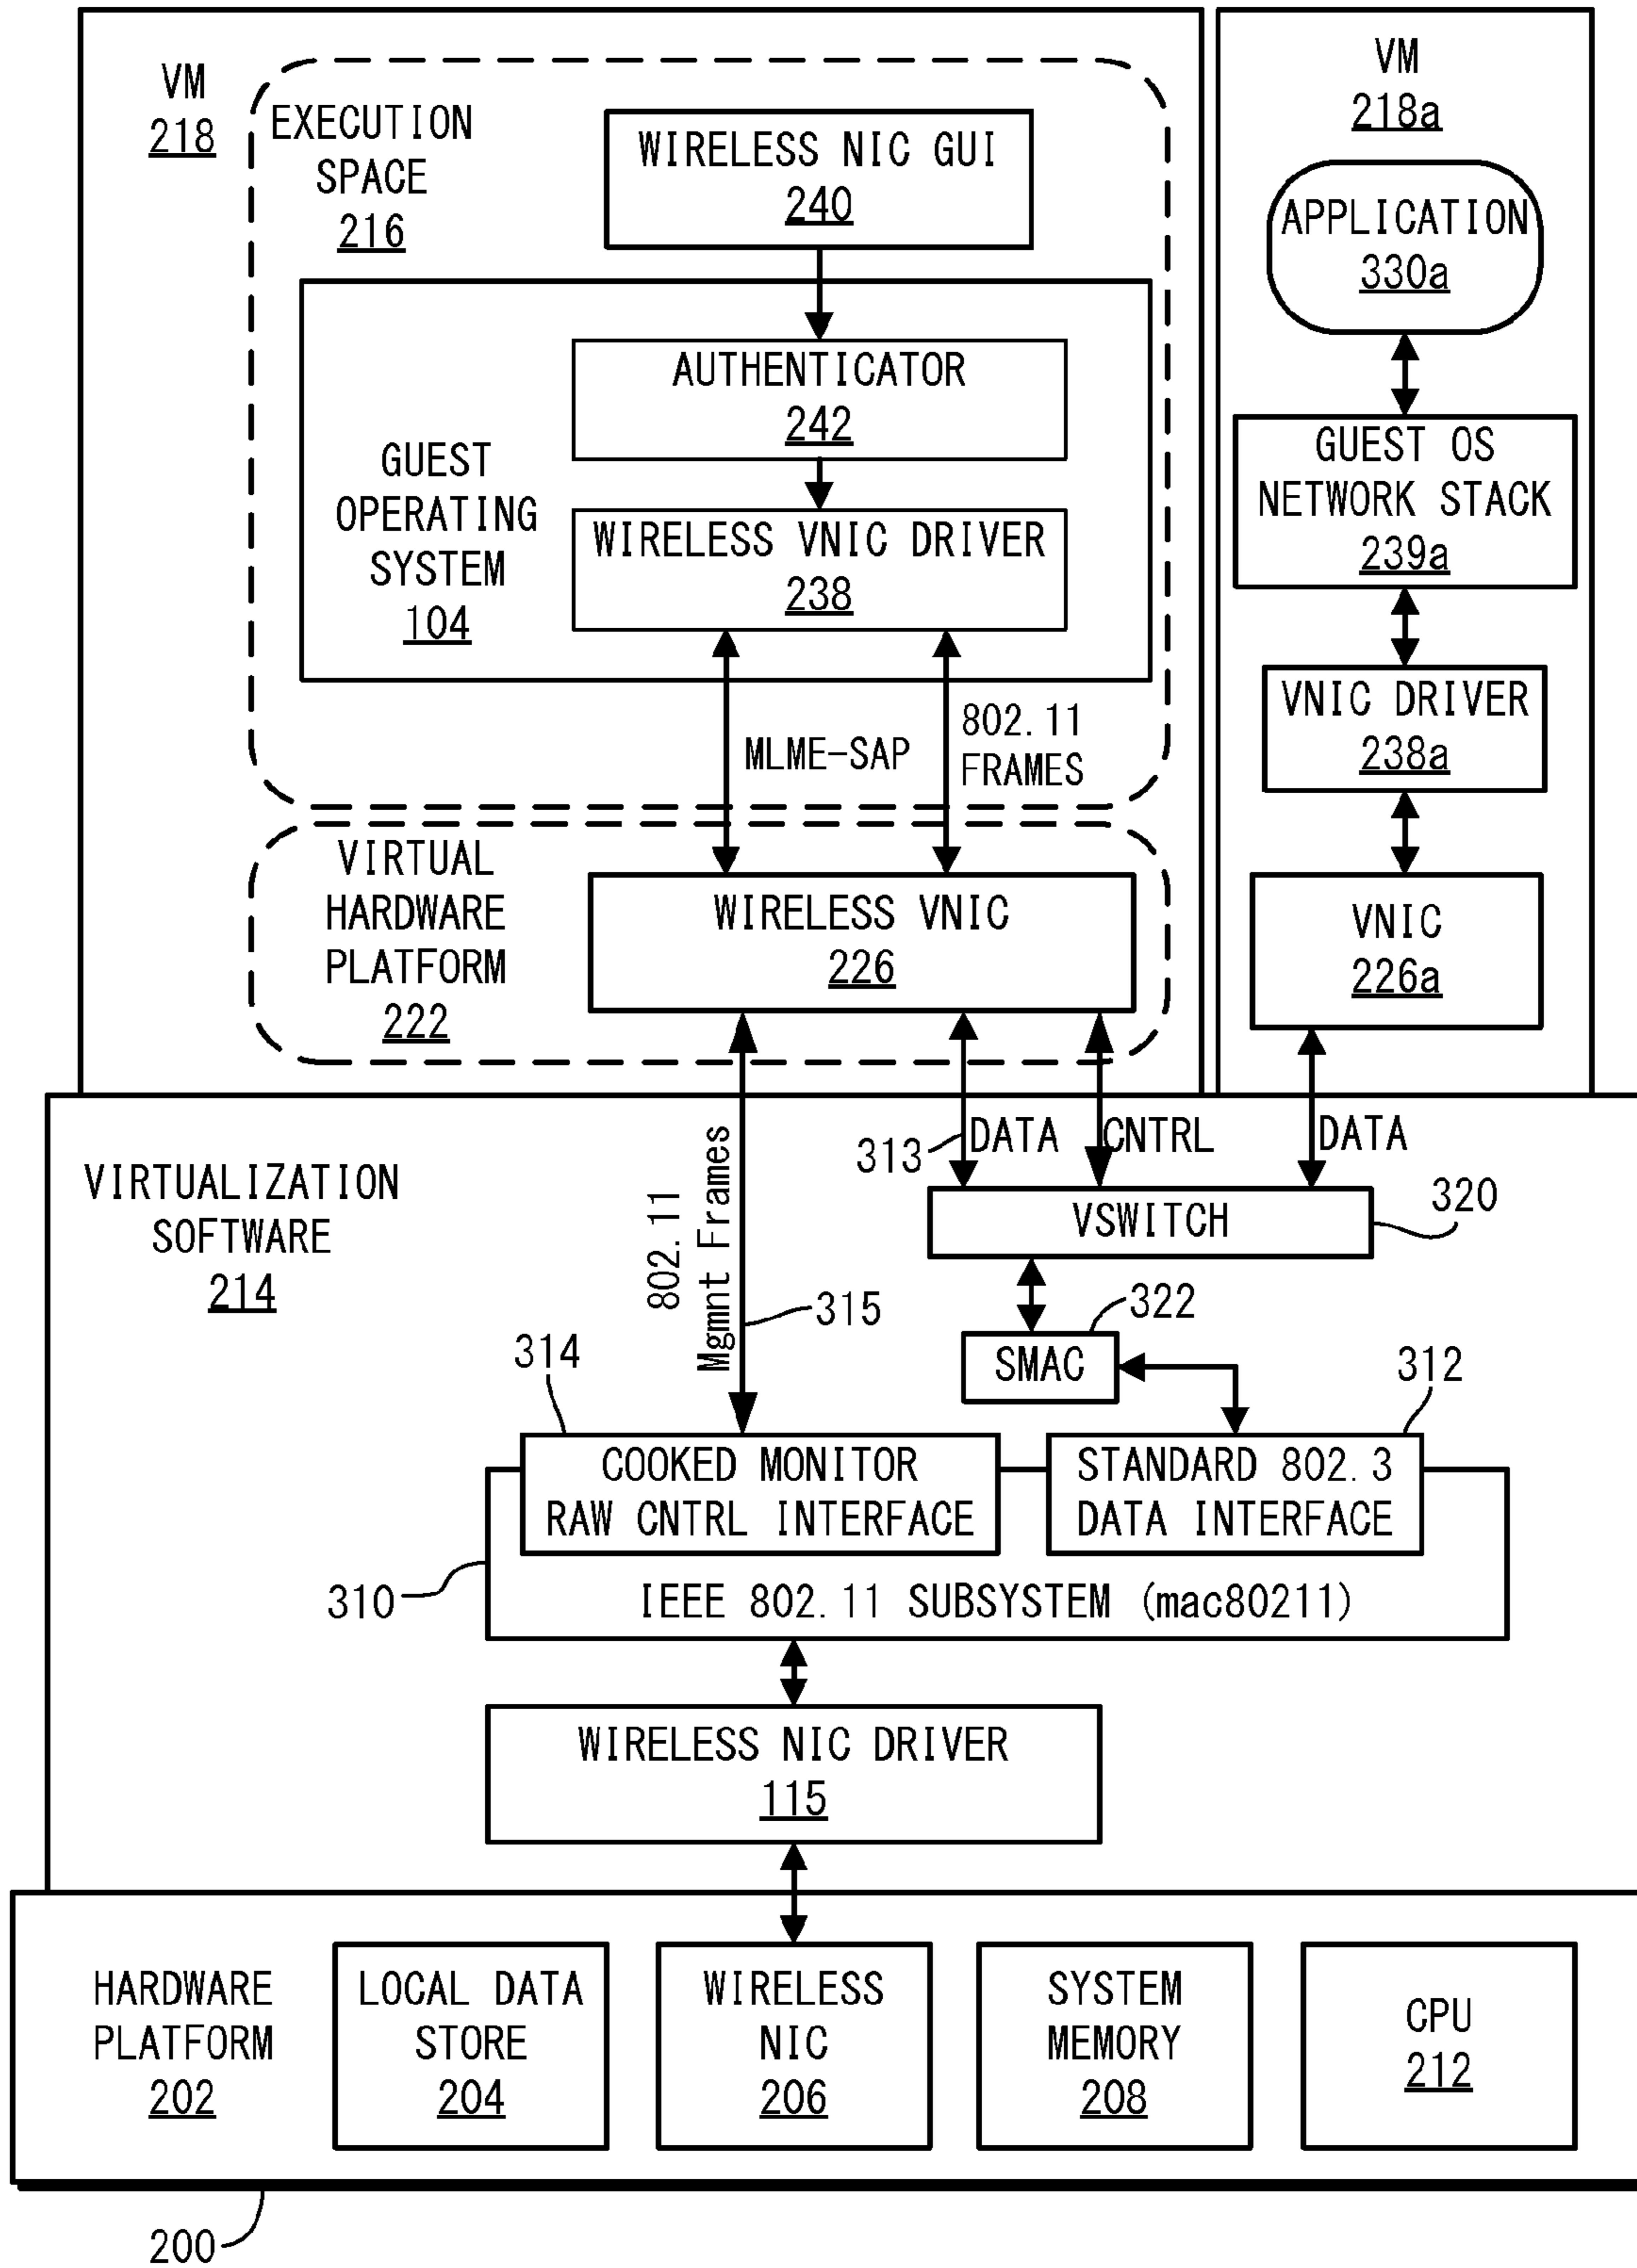 VM
218
EXECUTION
SPACE
216
WIRELESS NIC GUI
240
GUEST
OPERATING
SYSTEM
104
AUTHENTICATOR
242
WIRELESS VNIC DRIVER
238
MLME-SAP
802.11
FRAMES
VIRTUAL
HARDWARE
PLATFORM
222
WIRELESS VNIC
226
VM
218a
APPLICATION
330a
GUEST OS
NETWORK STACK
239a
VNIC DRIVER
238a
VNIC
226a
VIRTUALIZATION
SOFTWARE
214
802.11
Mgmnt Frames
315
313
DATA
CNTRL
DATA
VSWITCH
320
322
SMAC
314
312
COOKED MONITOR
RAW CNTRL INTERFACE
STANDARD 802.3
DATA INTERFACE
310
IEEE 802.11 SUBSYSTEM (mac80211)
WIRELESS NIC DRIVER
115
HARDWARE
PLATFORM
202
LOCAL DATA
STORE
204
WIRELESS
NIC
206
SYSTEM
MEMORY
208
CPU
212
200